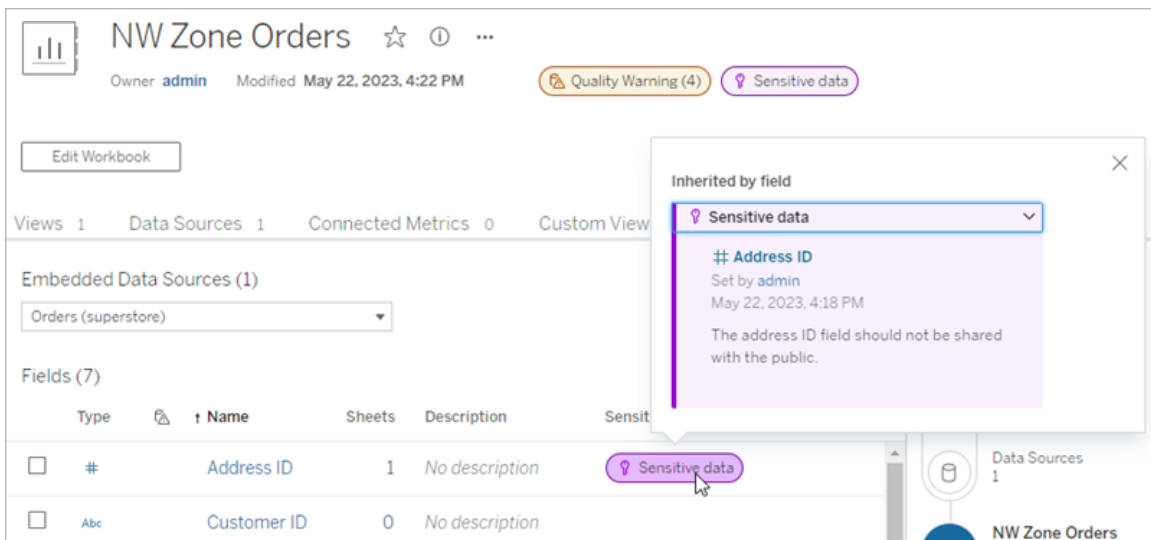 NW Zone Orders
Owner admin Modified May 22, 2023, 4:22 PM
Quality Warning (4)
Sensitive data
Edit Workbook
Views 1 Data Sources 1 Connected Metrics 0 Custom View
Embedded Data Sources (1)
Orders (superstore)
Fields (7)
Type Name Sheets Description Sensit
# Address ID 1 No description Sensitive data
Abc Customer ID 0 No description
Inherited by field
Sensitive data
# Address ID
Set by admin
May 22, 2023, 4:18 PM
The address ID field should not be shared
with the public.
Data Sources
1
NW Zone Orders